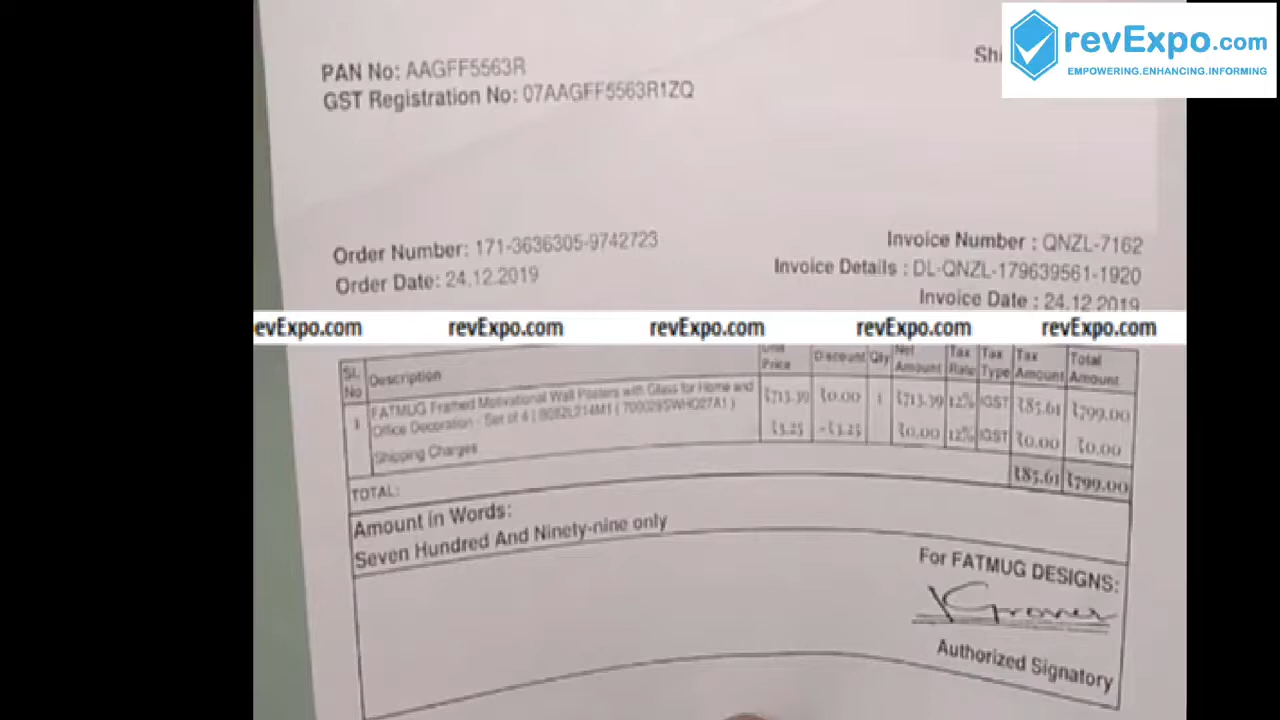 revExpo.com
EMPOWERING.ENHANCING.INFORMING
PAN No: AAGFF5563R
GST Registration No: 07AAGFF5563R1ZQ
Shi
Order Number: 171-3636305-9742723
Order Date: 24.12.2019
Invoice Number : QNZL-7162
Invoice Details : DL-QNZL-179639561-1920
Invoice Date : 24.12.2019
evExpo.com revExpo.com revExpo.com revExpo.com revExpo.com
Sl. No Description Unit Price Discount Qty Net Amount Tax Rate Tax Type Tax Amount Total Amount
1 FATMUG Framed Motivational Wall Posters with Glass for Home and ₹713.39 ₹0.00 1 ₹713.39 12% IGST ₹85.61 ₹799.00
Office Decoration - Set of 4 |
Shipping Charges ₹3.25 -₹3.25 ₹0.00 12% IGST ₹0.00 ₹0.00
TOTAL: ₹85.61 ₹799.00
Amount in Words:
Seven Hundred And Ninety-nine only
For FATMUG DESIGNS:
KGrover
Authorized Signatory